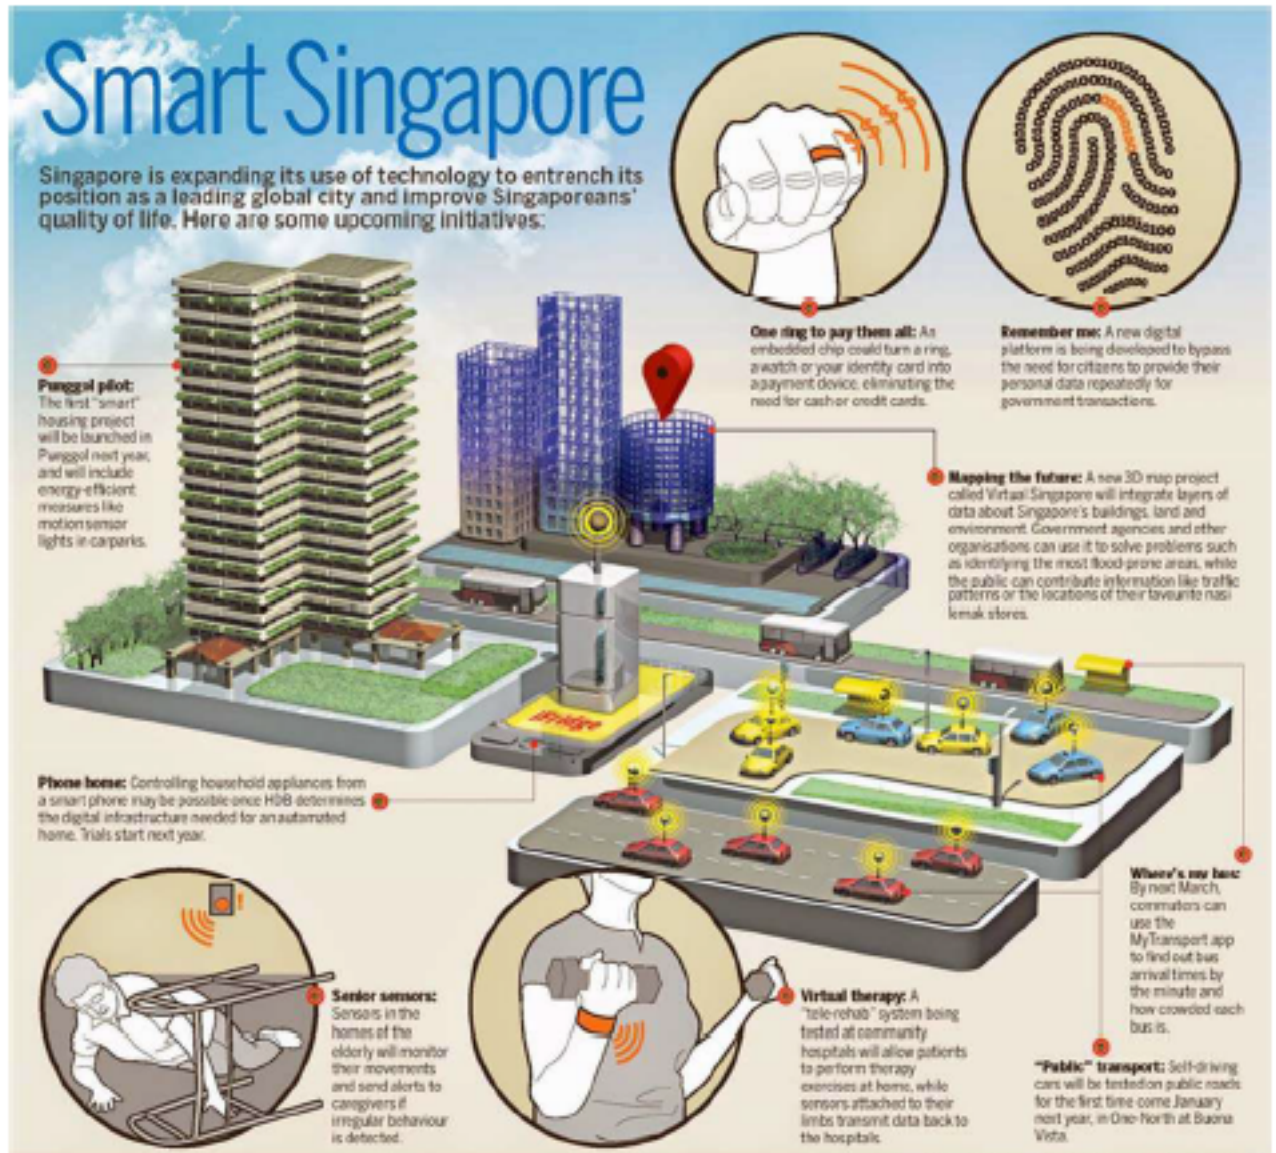 Smart Singapore
Singapore is expanding its use of technology to entrench its
position as a leading global city and improve Singaporeans'
quality of life. Here are some upcoming initiatives:
One ring to pay them all: An
embedded chip could turn a ring,
a watch or your identity card into
a payment device, eliminating the
need for cash or credit cards.
Remember me: A new digital
platform is being developed to bypass
the need for citizens to provide their
personal data repeatedly for
government transactions.
Punggol pilot:
The first "smart"
housing project
will be launched in
Punggol next year,
and will include
energy-efficient
measures like
motion sensor
lights in carparks.
Mapping the future: A new 3D map project
called Virtual Singapore will integrate layers of
data about Singapore's buildings, land and
environment. Government agencies and other
organisations can use it to solve problems such
as identifying the most flood-prone areas, while
the public can contribute information like traffic
patterns or the locations of their favourite nasi
lemak stores.
Phone home: Controlling household appliances from
a smart phone may be possible once HDB determines
the digital infrastructure needed for an automated
home. Trials start next year.
Where's my bus:
By next March,
commuters can
use the
MyTransport app
to find out bus
arrival times by
the minute and
how crowded each
bus is.
Senior sensors:
Sensors in the
homes of the
elderly will monitor
their movements
and send alerts to
caregivers if
irregular behaviour
is detected.
Virtual therapy: A
"tele-rehab" system being
tested at community
hospitals will allow patients
to perform therapy
exercises at home, while
sensors attached to their
limbs transmit data back to
the hospitals.
"Public" transport: Self-driving
cars will be tested on public roads
for the first time come January
next year, in One-North at Buona
Vista.